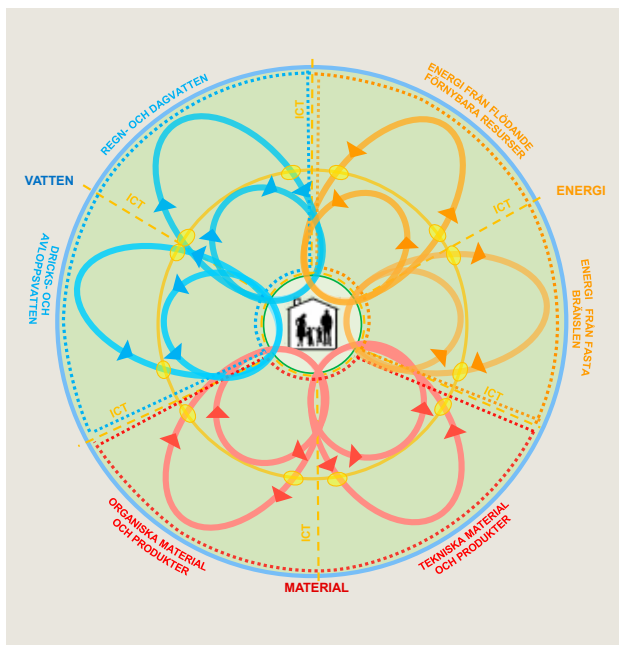 REGN- OCH DAGVATTEN
ENERGI FRÅN FLÖDANDE
FÖRNYBARA RESURSER
ICT
VATTEN
ICT
ICT
ENERGI
DRICKS- OCH
AVLOPPSVATTEN
ENERGI FRÅN FASTA
BRÄNSLEN
ICT
ICT
ORGANISKA MATERIAL
OCH PRODUKTER
ICT
TEKNISKA MATERIAL
OCH PRODUKTER
MATERIAL